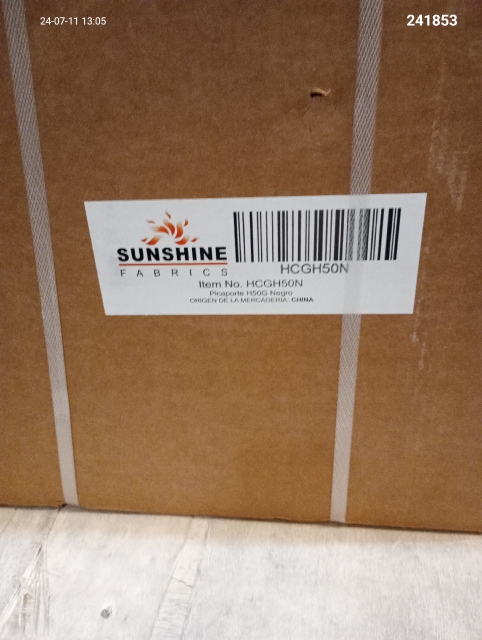 24-07-11 13:05
241853
SUNSHINE
FABRICS
HCGH50N
Item No. HCGH50N
Picaporte H50G Negro
ORIGEN DE LA MERCADERIA: CHINA